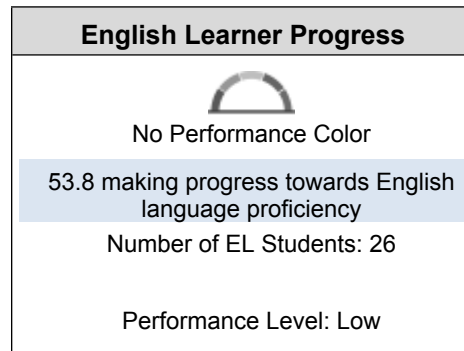 English Learner Progress
No Performance Color
53.8 making progress towards English
language proficiency
Number of EL Students: 26
Performance Level: Low